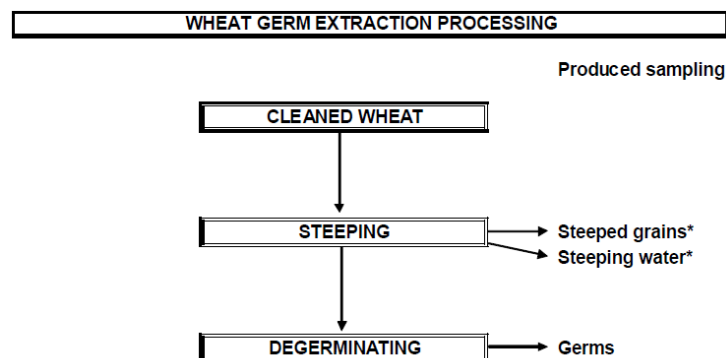 WHEAT GERM EXTRACTION PROCESSING
Produced sampling
CLEANED WHEAT
STEEPING
Steeped grains*
Steeping water*
DEGERMINATING
Germs